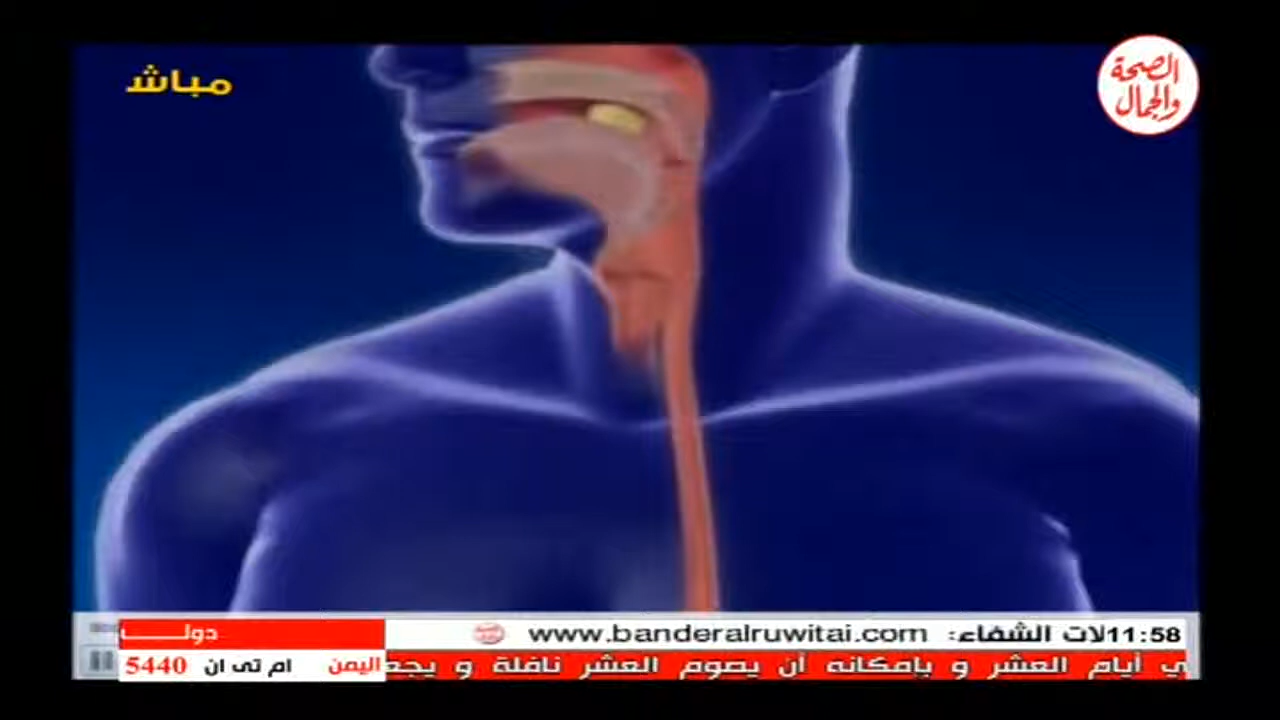 مباشر
الصحة
والجمال
11:58
لات الشفاء: www.banderalruwitai.com
دولــــــــة
ي أيام العشر و بإمكانه أن يصوم العشر نافلة و يجع
اليمن ام تى ان 5440